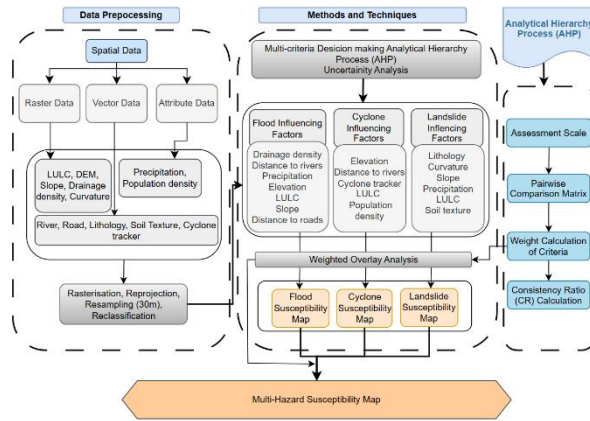 Data Prepocessing
Spatial Data
Raster Data
Vector Data
Attribute Data
LULC, DEM,
Slope, Drainage
density, Curvature
Precipitation,
Population density
River, Road, Lithology, Soil Texture, Cyclone
tracker
Rasterisation, Reprojection,
Resampling (30m),
Reclassification
Methods and Techniques
Multi-criteria Desicion making Analytical Hierarchy
Process (AHP)
Uncertainity Analysis
Flood Influencing
Factors
Drainage density
Distance to rivers
Precipitation
Elevation
LULC
Slope
Distance to roads
Cyclone
Influencing
Factors
Elevation
Distance to rivers
Cyclone tracker
LULC
Population
density
Landslide
Inflencing
Factors
Lithology
Curvature
Slope
Precipitation
LULC
Soil texture
Weighted Overlay Analysis
Flood
Susceptibility
Map
Cyclone
Susceptibility
Map
Landslide
Susceptibility
Map
Analytical Hierarchy
Process (AHP)
Assessment Scale
Pairwise
Comparison Matrix
Weight Calculation
of Criteria
Consistency Ratio
(CR) Calculation
Multi-Hazard Susceptibility Map